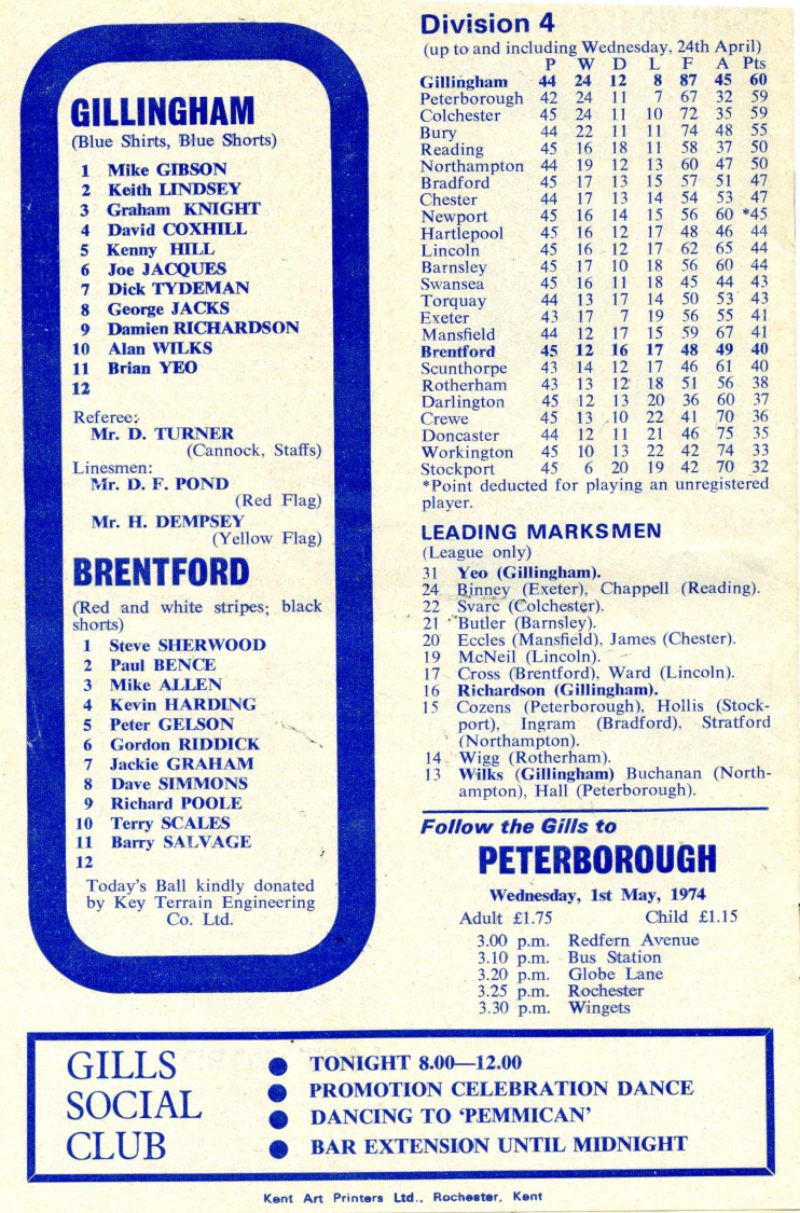 GILLINGHAM
(Blue Shirts, Blue Shorts)
1 Mike GIBSON
2 Keith LINDSEY
3 Graham KNIGHT
4 David COXHILL
5 Kenny HILL
6 Joe JACQUES
7 Dick TYDEMAN
8 George JACKS
9 Damien RICHARDSON
10 Alan WILKS
11 Brian YEO
12
Referee:
Mr. D. TURNER
(Cannock, Staffs)
Linesmen:
Mr. D. F. POND
(Red Flag)
Mr. H. DEMPSEY
(Yellow Flag)
BRENTFORD
(Red and white stripes; black
shorts)
1 Steve SHERWOOD
2 Paul BENCE
3 Mike ALLEN
4 Kevin HARDING
5 Peter GELSON
6 Gordon RIDDICK
7 Jackie GRAHAM
8 Dave SIMMONS
9 Richard POOLE
10 Terry SCALES
11 Barry SALVAGE
12
Today's Ball kindly donated
by Key Terrain Engineering
Co. Ltd.
Division 4
(up to and including Wednesday, 24th April)
P W D L F A Pts
Gillingham 44 24 12 8 87 45 60
Peterborough 42 24 11 7 67 32 59
Colchester 45 24 11 10 72 35 59
Bury 44 22 11 11 74 48 55
Reading 45 16 18 11 58 37 50
Northampton 44 19 12 13 60 47 50
Bradford 45 17 13 15 57 51 47
Chester 44 17 13 14 54 53 47
Newport 45 16 14 15 56 60 *45
Hartlepool 45 16 12 17 48 46 44
Lincoln 45 16 12 17 62 65 44
Barnsley 45 17 10 18 56 60 44
Swansea 45 16 11 18 45 44 43
Torquay 44 13 17 14 50 53 43
Exeter 43 17 7 19 56 55 41
Mansfield 44 12 17 15 59 67 41
Brentford 45 12 16 17 48 49 40
Scunthorpe 43 14 12 17 46 61 40
Rotherham 43 13 12 18 51 56 38
Darlington 45 12 13 20 36 60 37
Crewe 45 13 10 22 41 70 36
Doncaster 44 12 11 21 46 75 35
Workington 45 10 13 22 42 74 33
Stockport 45 6 20 19 42 70 32
*Point deducted for playing an unregistered
player.
LEADING MARKSMEN
(League only)
31 Yeo (Gillingham).
24 Binney (Exeter), Chappell (Reading).
22 Svarc (Colchester).
21 Butler (Barnsley).
20 Eccles (Mansfield), James (Chester).
19 McNeil (Lincoln).
17 Cross (Brentford), Ward (Lincoln).
16 Richardson (Gillingham).
15 Cozens (Peterborough), Hollis (Stock-
port), Ingram (Bradford), Stratford
(Northampton).
14 Wigg (Rotherham).
13 Wilks (Gillingham) Buchanan (North-
ampton), Hall (Peterborough).
Follow the Gills to
PETERBOROUGH
Wednesday, 1st May, 1974
Adult £1.75 Child £1.15
3.00 p.m. Redfern Avenue
3.10 p.m. Bus Station
3.20 p.m. Globe Lane
3.25 p.m. Rochester
3.30 p.m. Wingets
GILLS
SOCIAL
CLUB
● TONIGHT 8.00—12.00
● PROMOTION CELEBRATION DANCE
● DANCING TO 'PEMMICAN'
● BAR EXTENSION UNTIL MIDNIGHT
Kent Art Printers Ltd., Rochester, Kent